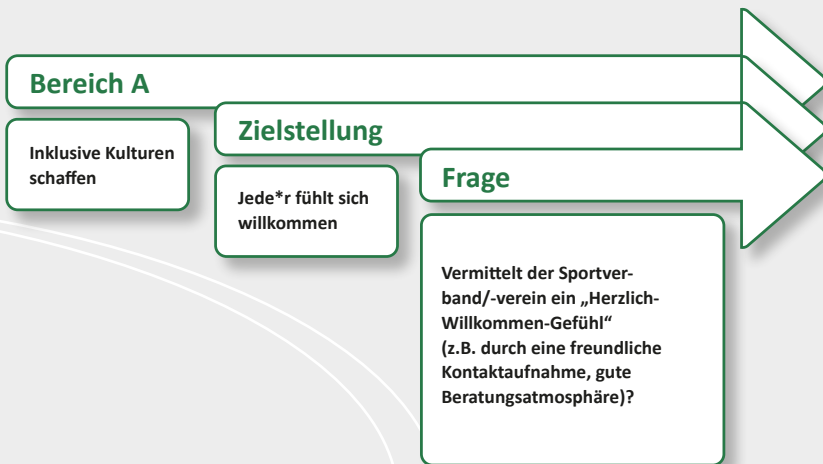 Bereich A
Inklusive Kulturen
schaffen
Zielstellung
Jede*r fühlt sich
willkommen
Frage
Vermittelt der Sportver-
band/-verein ein „Herzlich-
Willkommen-Gefühl“
(z.B. durch eine freundliche
Kontaktaufnahme, gute
Beratungsatmosphäre)?